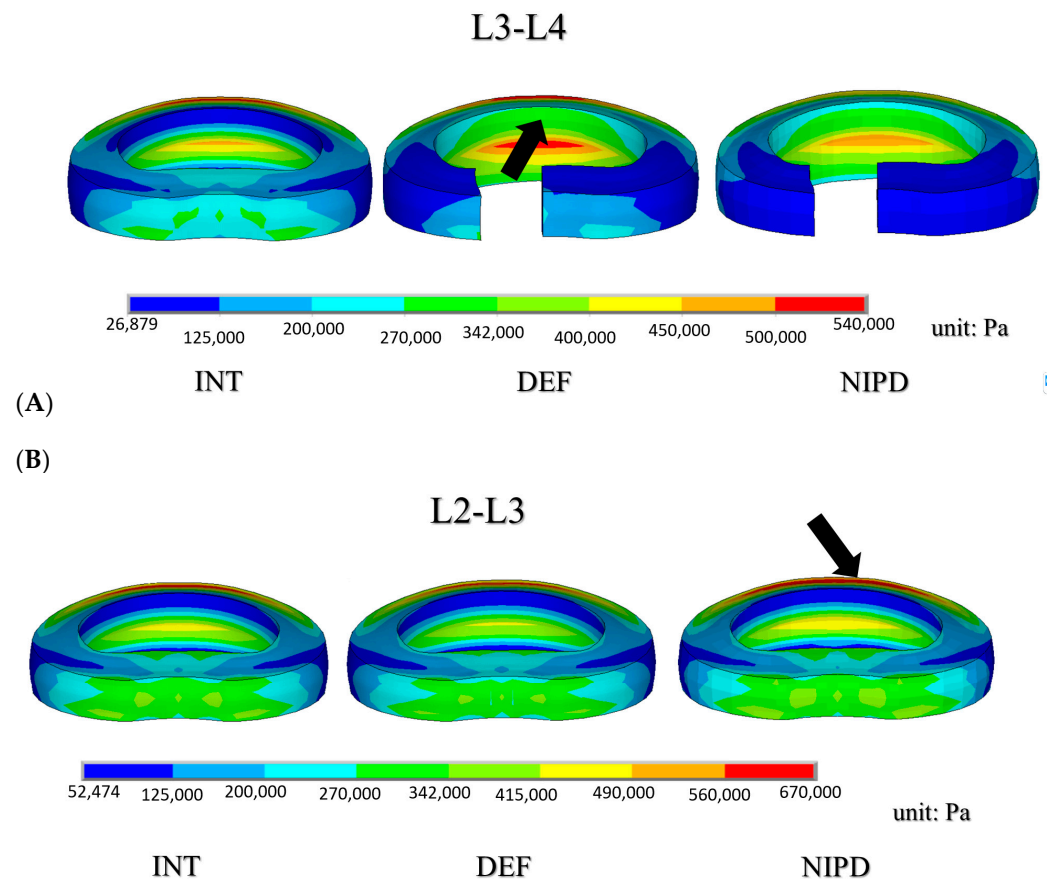 L3-L4
26,879 125,000 200,000 270,000 342,000 400,000 450,000 500,000 540,000
unit: Pa
INT DEF NIPD
(A)
(B)
L2-L3
52,474 125,000 200,000 270,000 342,000 415,000 490,000 560,000 670,000
unit: Pa
INT DEF NIPD